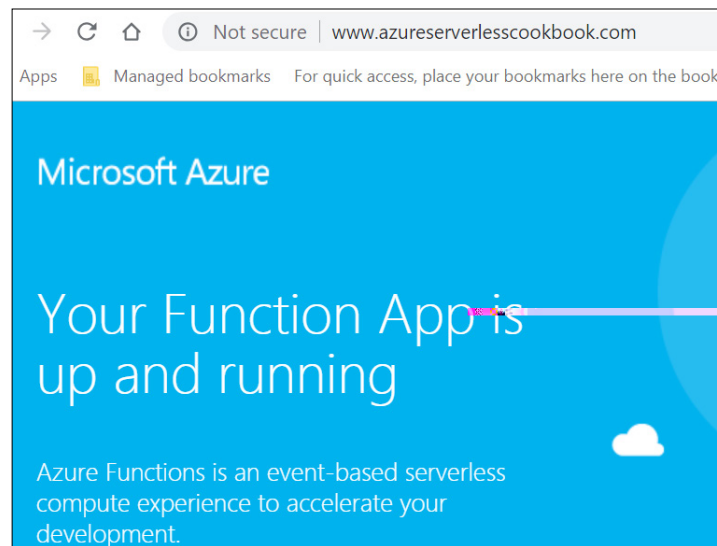 Not secure | www.azureserverlesscookbook.com
Apps Managed bookmarks For quick access, place your bookmarks here on the book
Microsoft Azure
Your Function App is
up and running
Azure Functions is an event-based serverless
compute experience to accelerate your
development.